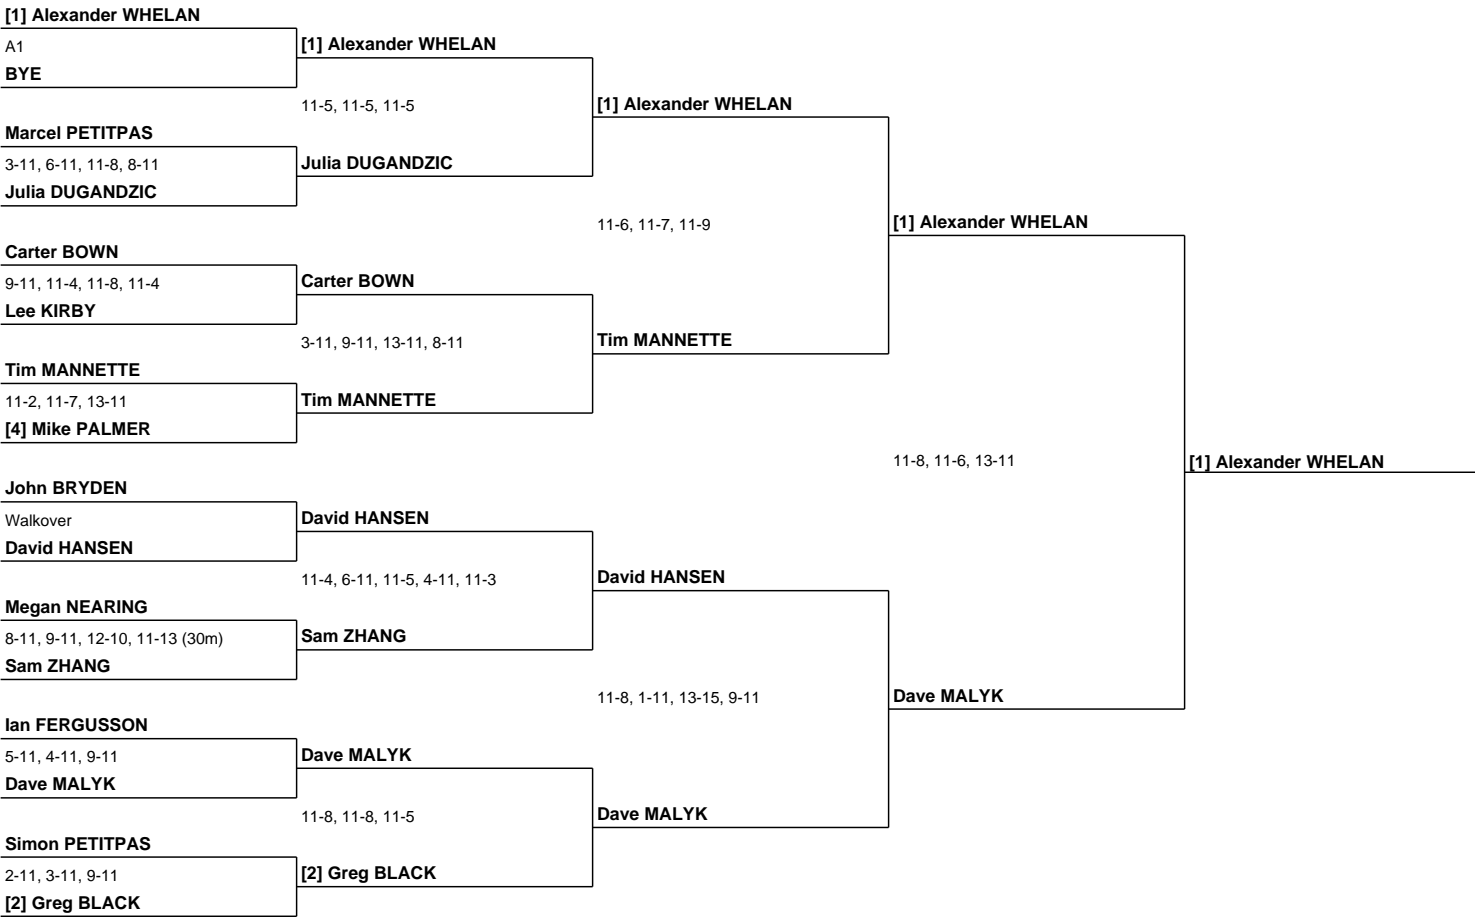 [1] Alexander WHELAN
A1
BYE
Marcel PETITPAS
3-11, 6-11, 11-8, 8-11
Julia DUGANDZIC
Carter BOWN
9-11, 11-4, 11-8, 11-4
Lee KIRBY
Tim MANNETTE
11-2, 11-7, 13-11
[4] Mike PALMER
John BRYDEN
Walkover
David HANSEN
Megan NEARING
8-11, 9-11, 12-10, 11-13 (30m)
Sam ZHANG
Ian FERGUSSON
5-11, 4-11, 9-11
Dave MALYK
Simon PETITPAS
2-11, 3-11, 9-11
[2] Greg BLACK
[1] Alexander WHELAN
11-5, 11-5, 11-5
Julia DUGANDZIC
Carter BOWN
3-11, 9-11, 13-11, 8-11
Tim MANNETTE
David HANSEN
11-4, 6-11, 11-5, 4-11, 11-3
Sam ZHANG
Dave MALYK
11-8, 11-8, 11-5
[2] Greg BLACK
[1] Alexander WHELAN
11-6, 11-7, 11-9
Tim MANNETTE
David HANSEN
11-8, 1-11, 13-15, 9-11
Dave MALYK
[1] Alexander WHELAN
11-8, 11-6, 13-11
Dave MALYK
[1] Alexander WHELAN